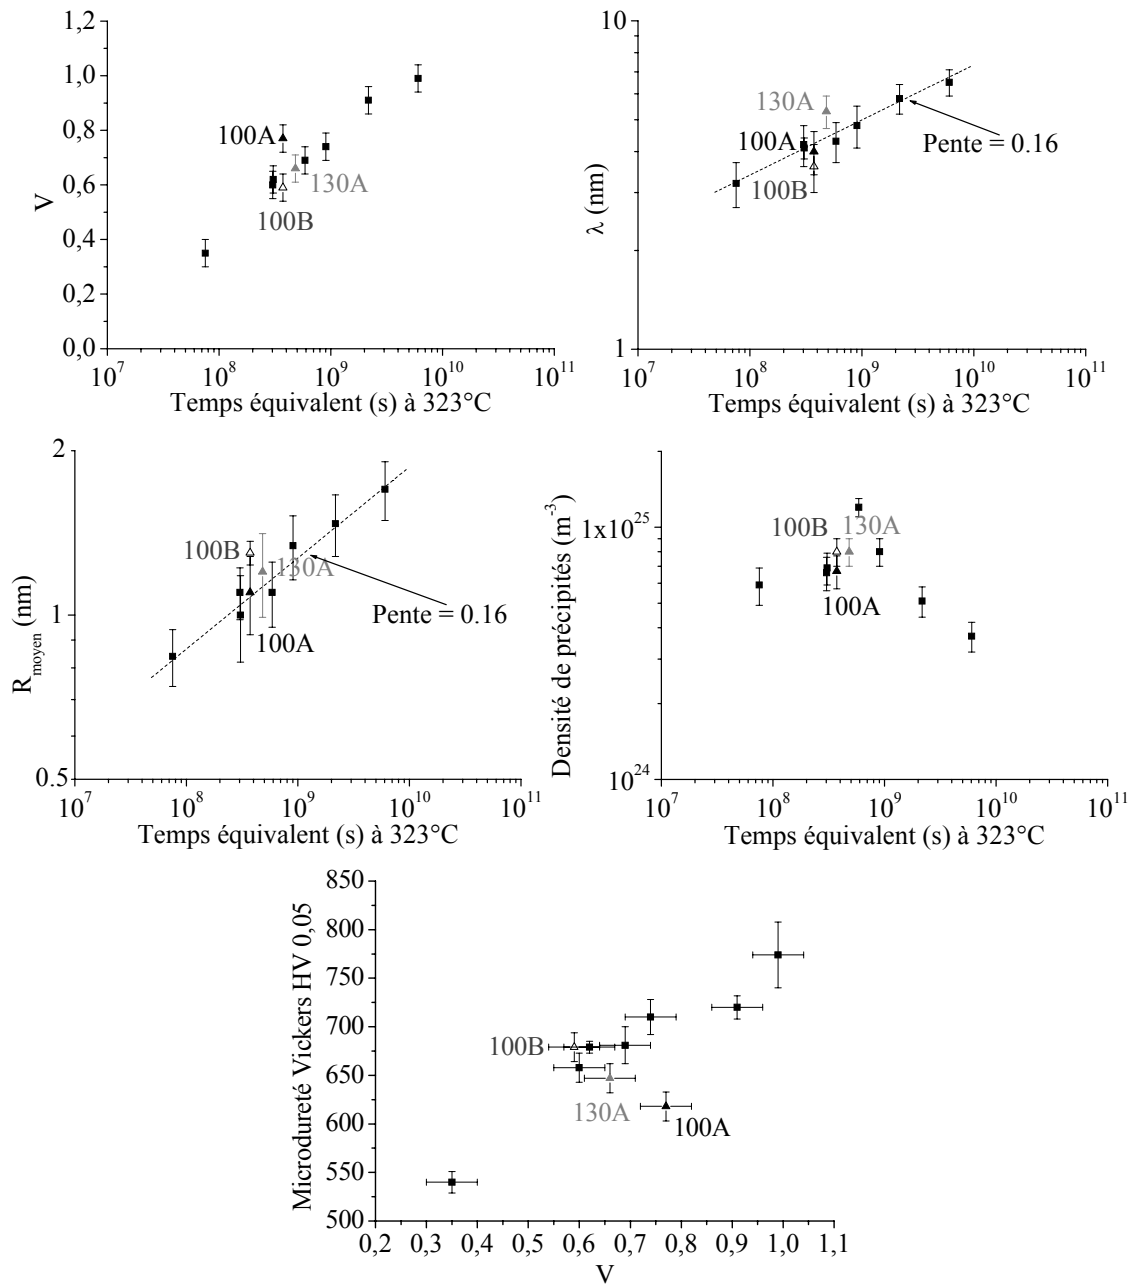 1,2
1,0
0,8
0,6
0,4
0,2
0,0
V
100A
130A
100B
10^7
10^8
10^9
10^10
10^11
Temps équivalent (s) à 323°C
10
1
λ (nm)
130A
100A
100B
Pente = 0.16
10^7
10^8
10^9
10^10
10^11
Temps équivalent (s) à 323°C
2
1
0.5
R_moyen (nm)
100B
130A
100A
Pente = 0.16
10^7
10^8
10^9
10^10
10^11
Temps équivalent (s) à 323°C
1x10^25
10^24
Densité de précipités (m^-3)
100B
130A
100A
10^7
10^8
10^9
10^10
10^11
Temps équivalent (s) à 323°C
850
800
750
700
650
600
550
500
Microdureté Vickers HV 0,05
100B
130A
100A
0,2
0,3
0,4
0,5
0,6
0,7
0,8
0,9
1,0
1,1
V